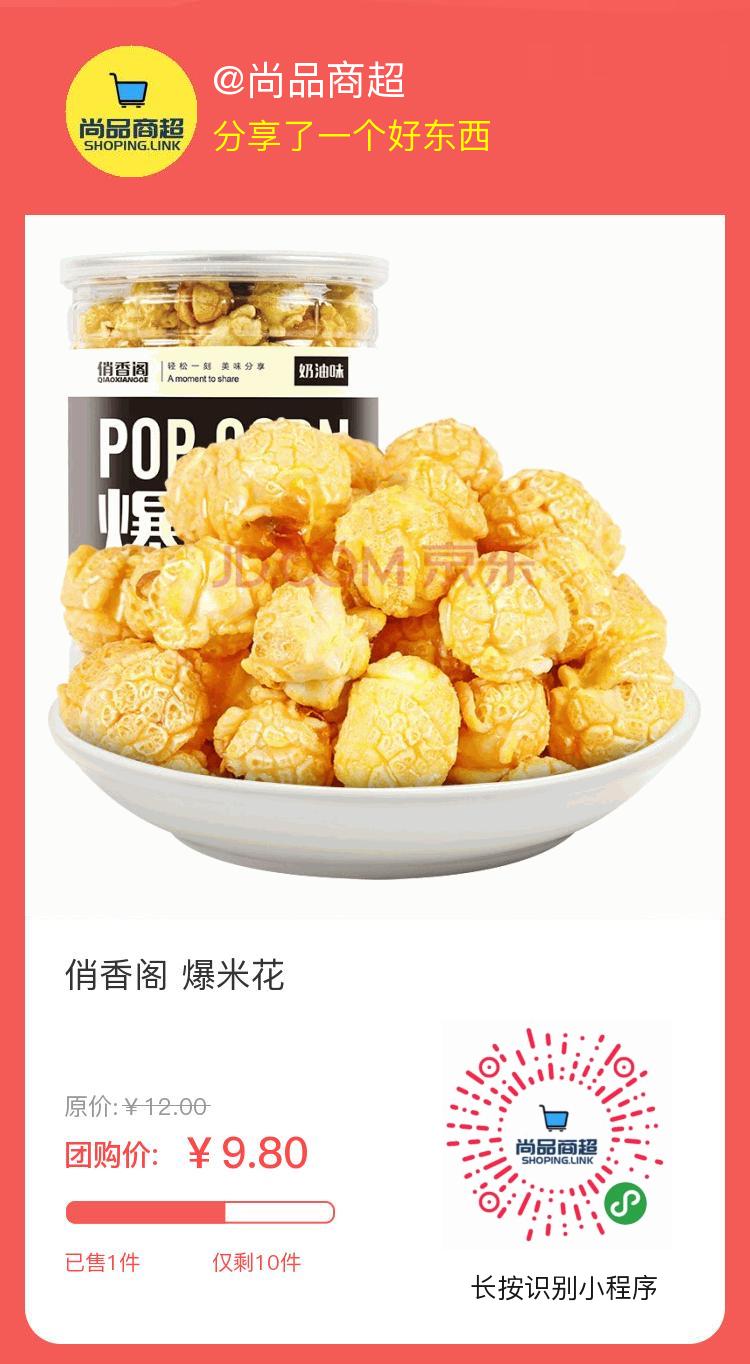 尚品商超
SHOPING.LINK
@尚品商超
分享了一个好东西
俏香阁
QIAOXIANGGE
轻松一刻 美味分享
A moment to share
奶油味
POP CORN
爆
JD.COM 京东
俏香阁 爆米花
原价:￥12.00
团购价: ￥9.80
已售1件
仅剩10件
尚品商超
SHOPING.LINK
长按识别小程序